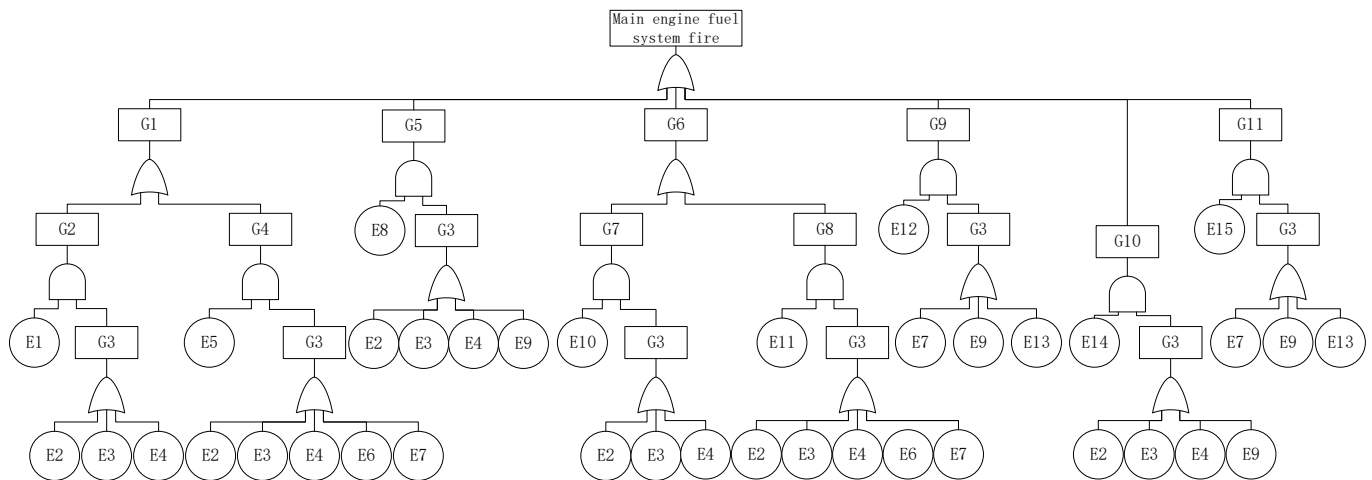 Main engine fuel
system fire
G1
G5
G6
G9
G11
G2
G4
E8
G3
G7
G8
E12
G3
G10
E15
G3
E1
G3
E5
G3
E2
E3
E4
E9
E10
G3
E11
G3
E7
E9
E13
E14
G3
E7
E9
E13
E2
E3
E4
E2
E3
E4
E6
E7
E2
E3
E4
E2
E3
E4
E6
E7
E2
E3
E4
E9